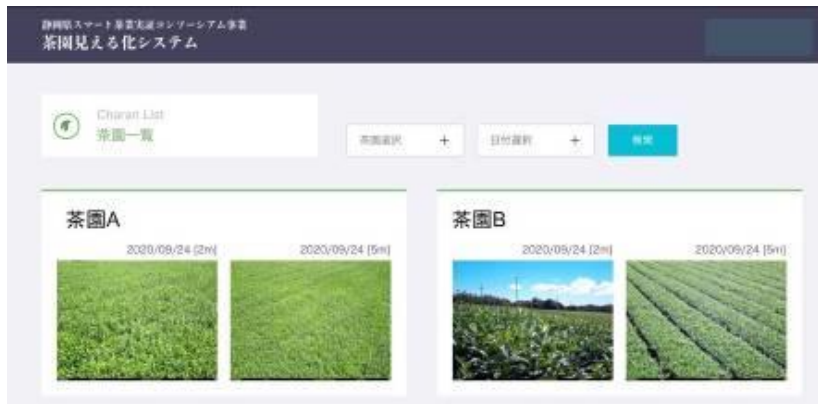 静岡県スマート茶業実証コンソーシアム事業
茶園見える化システム
Charan List
茶園一覧
茶園選択 +
日付選択 +
検索
茶園A
2020/09/24 [2m]
2020/09/24 [5m]
茶園B
2020/09/24 [2m]
2020/09/24 [5m]